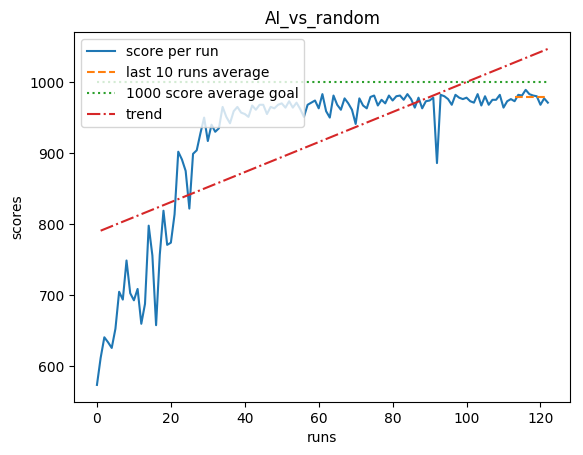 AI_vs_random
score per run
last 10 runs average
1000 score average goal
trend
scores
1000
900
800
700
600
0
20
40
60
80
100
120
runs